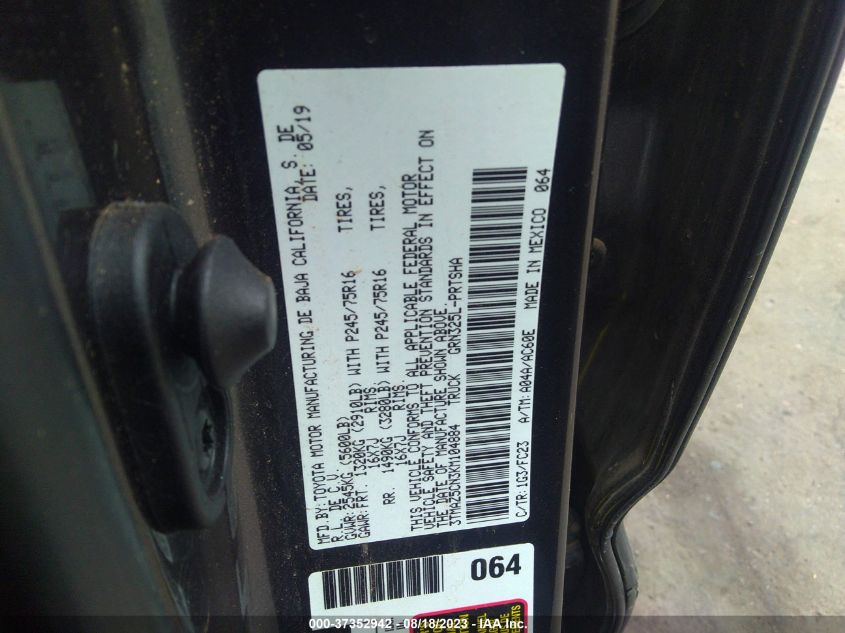 MFD.BY:TOYOTA MOTOR MANUFACTURING DE BAJA CALIFORNIA, S. DE
R.L. DE C.V. DATE: 05/19
GVWR:2545KG (5600LB)
GAWR:FRT. 1320KG (2910LB) WITH P245/75R16 TIRES,
16X7J RIMS.
RR. 1490KG (3280LB) WITH P245/75R16 TIRES,
16X7J RIMS.
THIS VEHICLE CONFORMS TO ALL APPLICABLE FEDERAL MOTOR
VEHICLE SAFETY AND THEFT PREVENTION STANDARDS IN EFFECT ON
THE DATE OF MANUFACTURE SHOWN ABOVE.
3TMAZ5CN3KM104884 TRUCK GRN325L-PRTSHA
C/TR:1G3/FC23 A/TM:A04A/AC60E MADE IN MEXICO 064
064
000-37352942 08/18/2023 - IAA Inc.